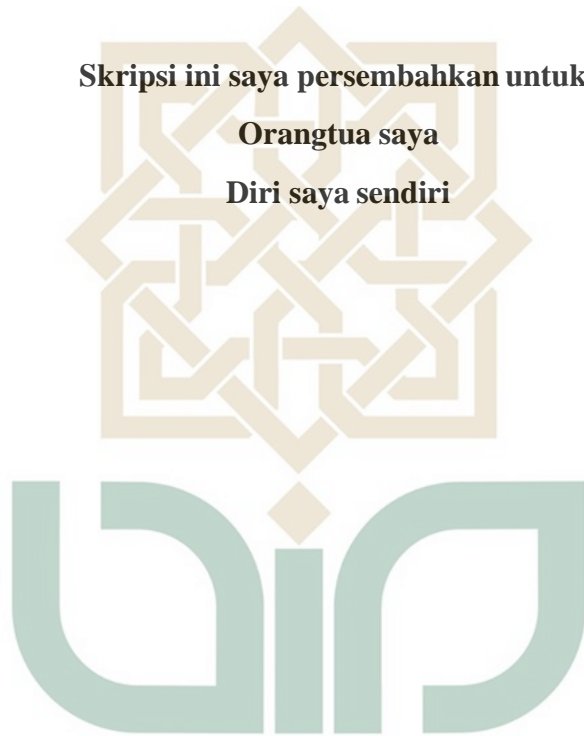 Skripsi ini saya persembahkan untuk
Orangtua saya
Diri saya sendiri